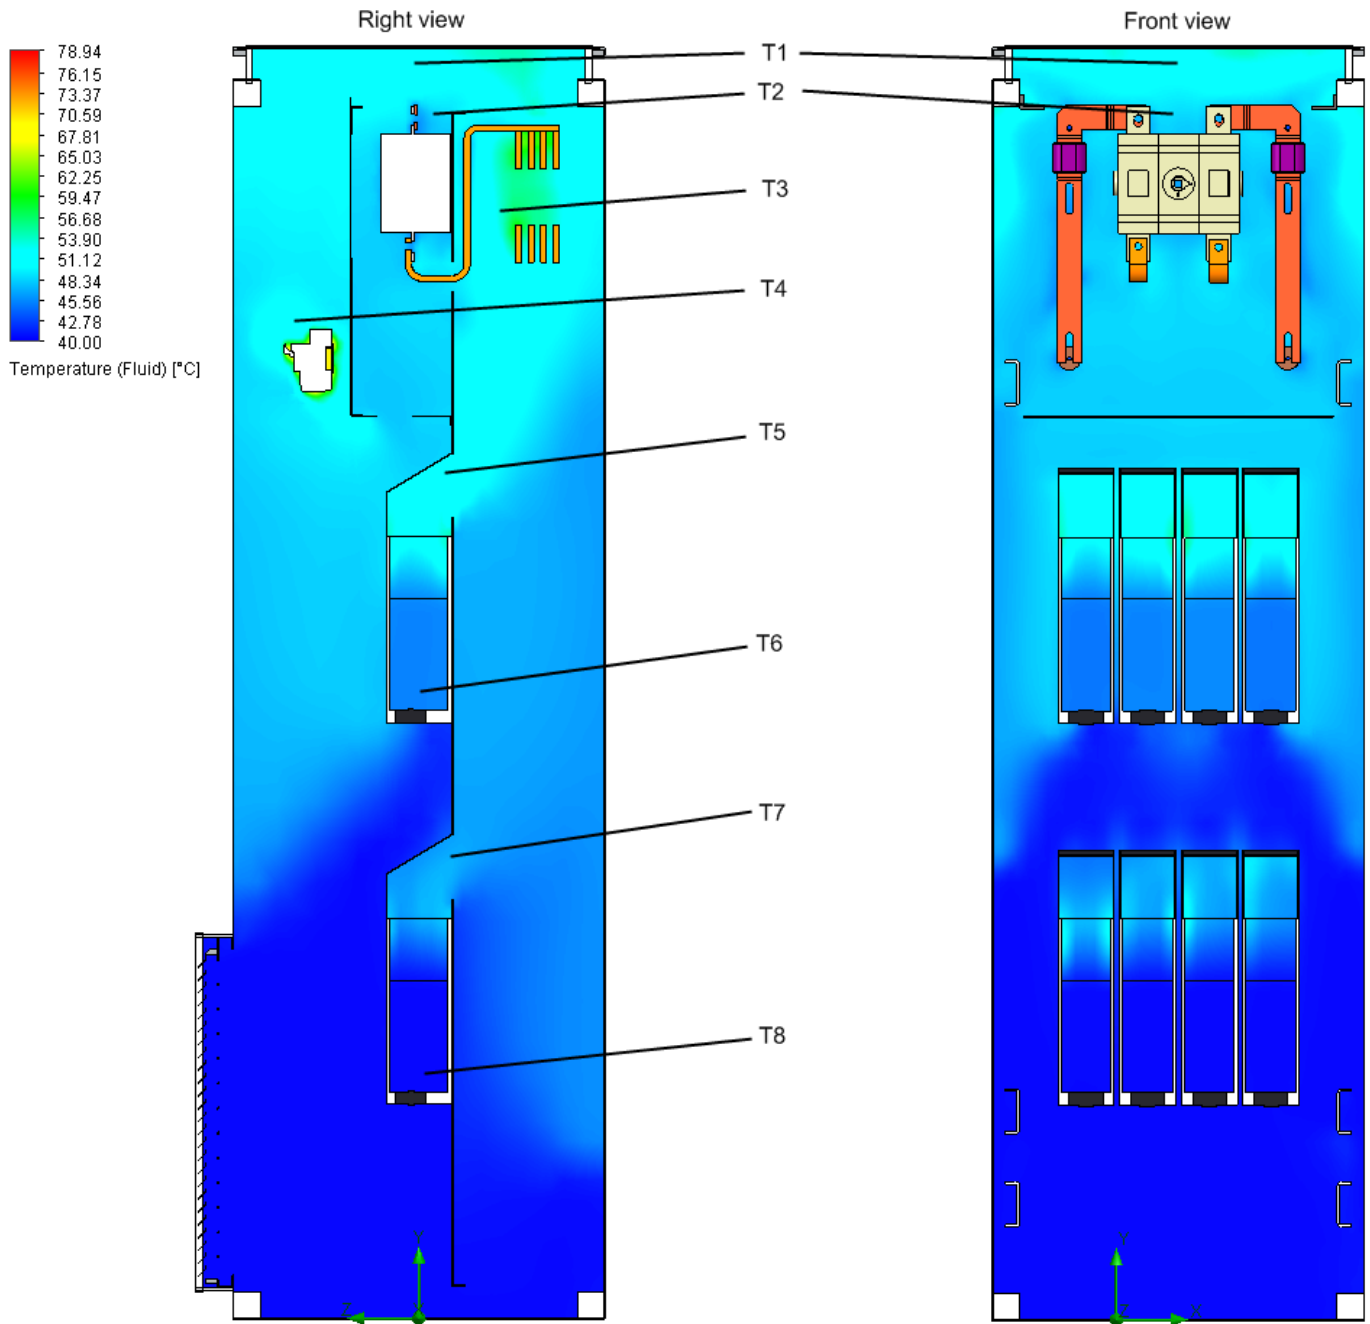 Right view
Front view
78.94
76.15
73.37
70.59
67.81
65.03
62.25
59.47
56.68
53.90
51.12
48.34
45.56
42.78
40.00
Temperature (Fluid) [°C]
T1
T2
T3
T4
T5
T6
T7
T8
Y
Z
Y
Z
X